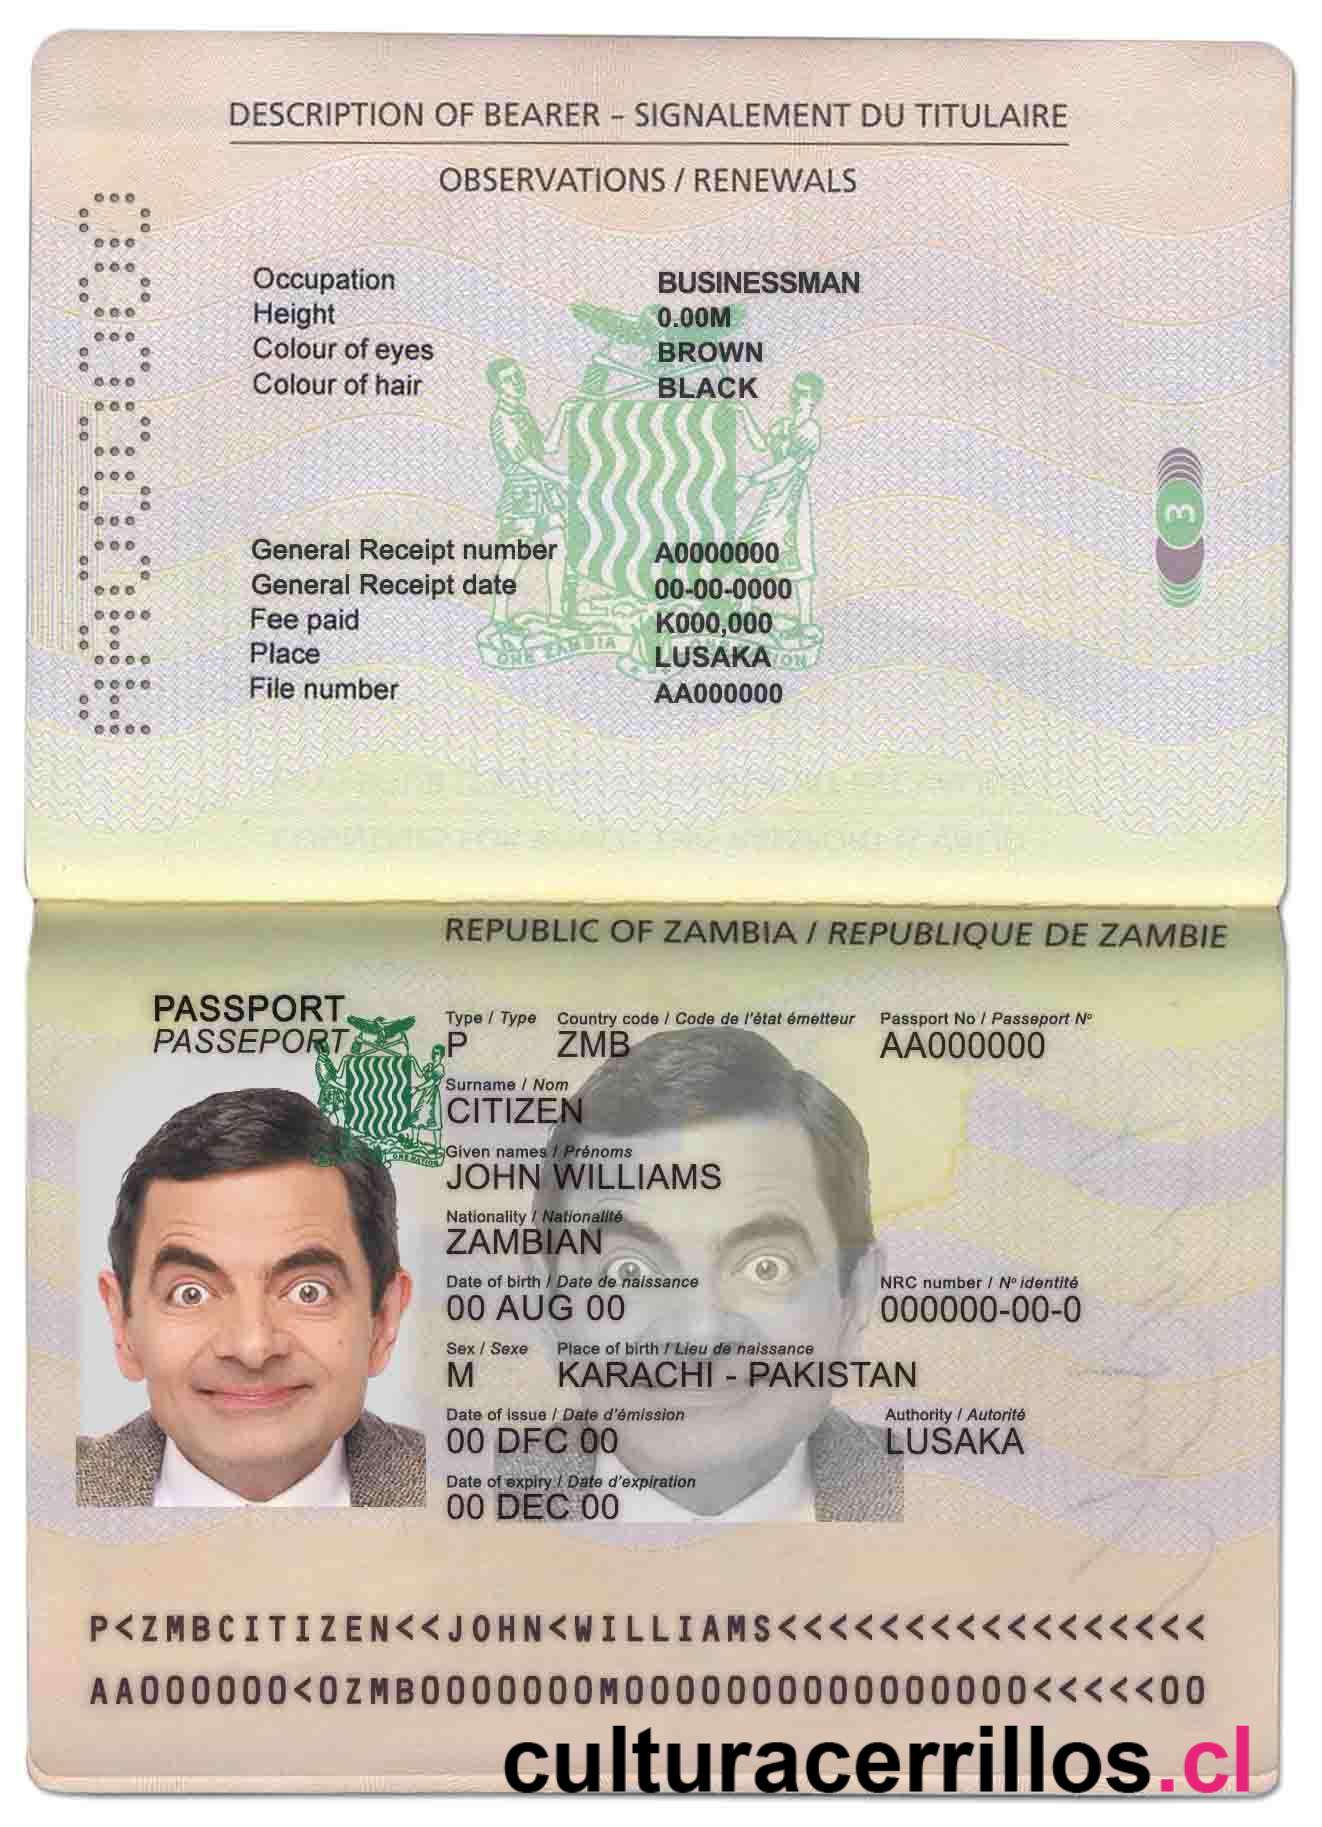 DESCRIPTION OF BEARER – SIGNALEMENT DU TITULAIRE
OBSERVATIONS / RENEWALS
Occupation BUSINESSMAN
Height 0.00M
Colour of eyes BROWN
Colour of hair BLACK
3
General Receipt number A0000000
General Receipt date 00-00-0000
Fee paid K000,000
Place LUSAKA
File number AA000000
ONE ZAMBIA ONE NATION
REPUBLIC OF ZAMBIA / REPUBLIQUE DE ZAMBIE
PASSPORT
PASSEPORT
ONE NATION
Type / Type Country code / Code de l'état émetteur Passport No / Passeport Nº
P ZMB AA000000
Surname / Nom
CITIZEN
Given names / Prénoms
JOHN WILLIAMS
Nationality / Nationalité
ZAMBIAN
Date of birth / Date de naissance NRC number / Nº identité
00 AUG 00 000000-00-0
Sex / Sexe Place of birth / Lieu de naissance
M KARACHI - PAKISTAN
Date of issue / Date d'émission Authority / Autorité
00 DFC 00 LUSAKA
Date of expiry / Date d'expiration
00 DEC 00
P<ZMBCITIZEN<<JOHN<WILLIAMS<<<<<<<<<<<<<<<<<
AA000000<0ZMB0000000M0000000000000000<<<<<00
culturacerrillos.cl